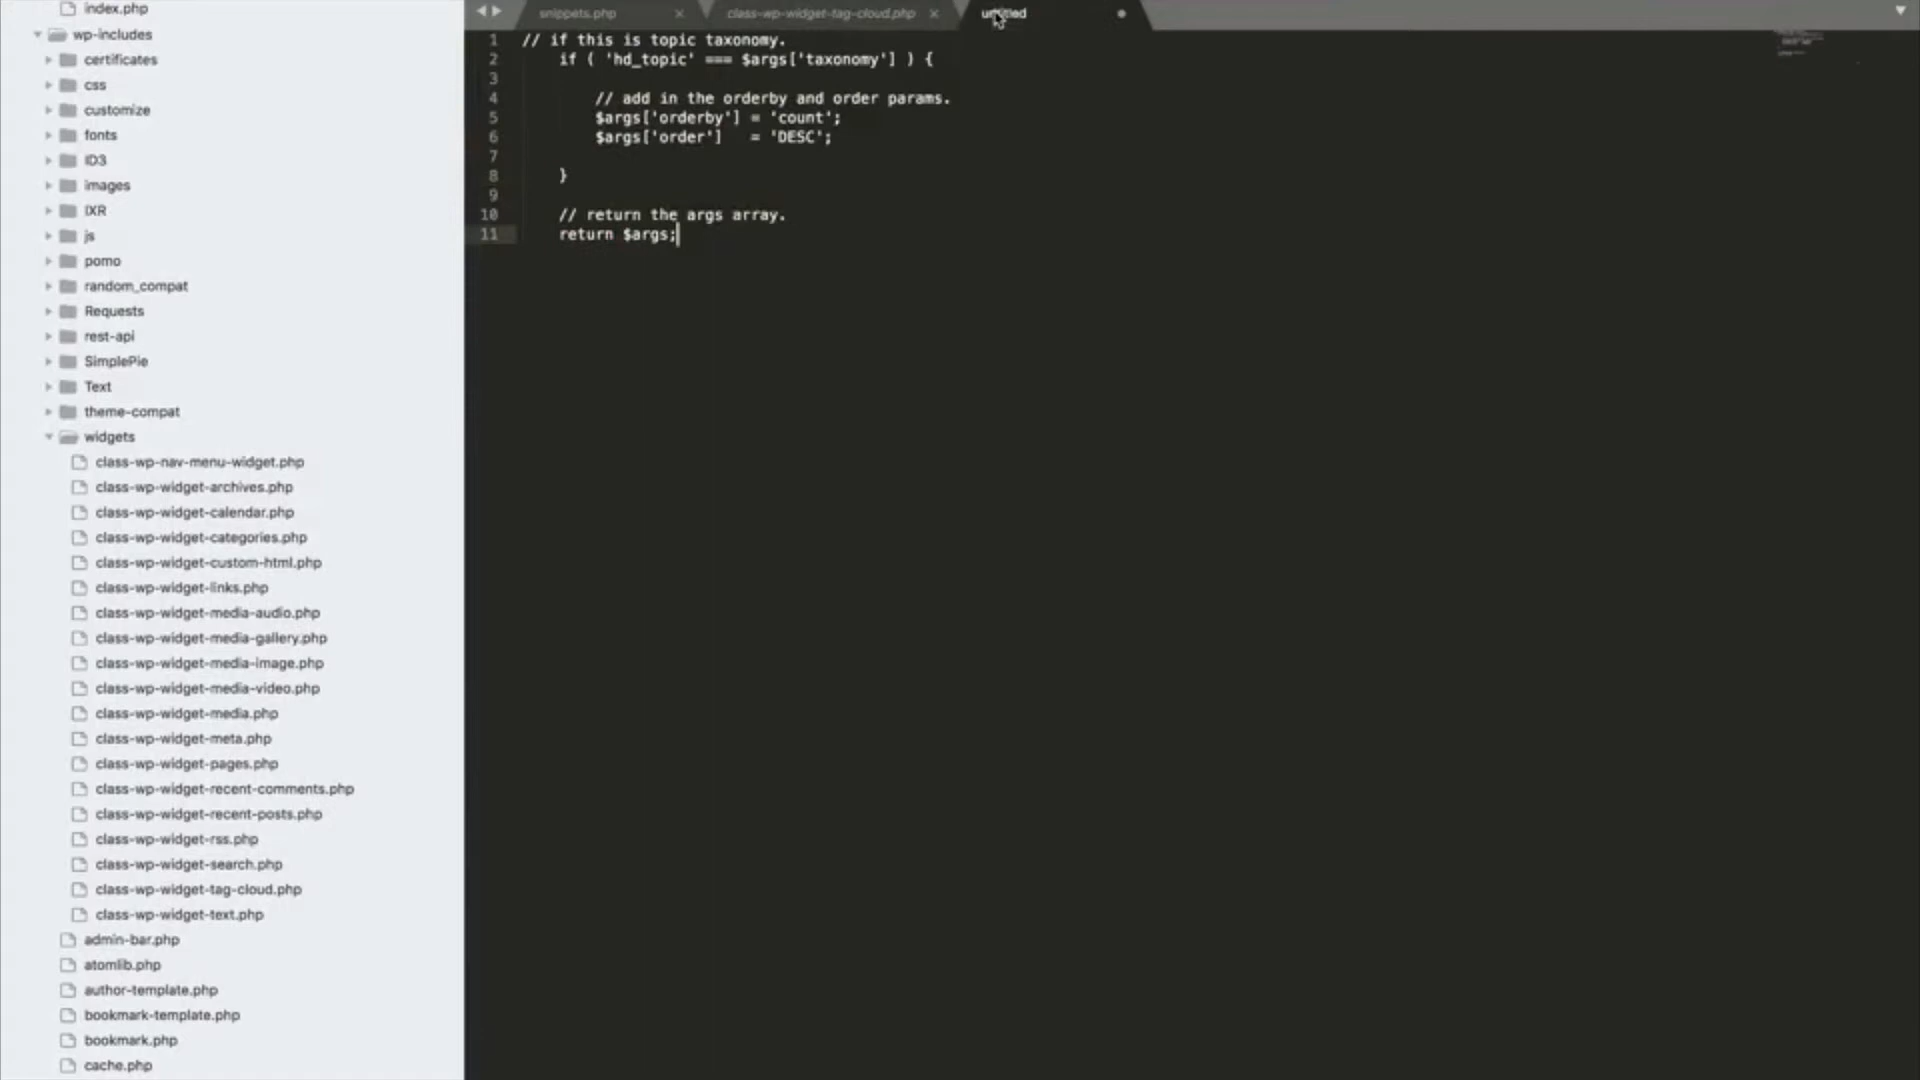 index.php
wp-includes
certificates
css
customize
fonts
ID3
images
IXR
js
pomo
random_compat
Requests
rest-api
SimplePie
Text
theme-compat
widgets
class-wp-nav-menu-widget.php
class-wp-widget-archives.php
class-wp-widget-calendar.php
class-wp-widget-categories.php
class-wp-widget-custom-html.php
class-wp-widget-links.php
class-wp-widget-media-audio.php
class-wp-widget-media-gallery.php
class-wp-widget-media-image.php
class-wp-widget-media-video.php
class-wp-widget-media.php
class-wp-widget-meta.php
class-wp-widget-pages.php
class-wp-widget-recent-comments.php
class-wp-widget-recent-posts.php
class-wp-widget-rss.php
class-wp-widget-search.php
class-wp-widget-tag-cloud.php
class-wp-widget-text.php
admin-bar.php
atomlib.php
author-template.php
bookmark-template.php
bookmark.php
cache.php
snippets.php class-wp-widget-tag-cloud.php untitled
1 // if this is topic taxonomy.
2 if ( 'hd_topic' === $args['taxonomy'] ) {
3
4 // add in the orderby and order params.
5 $args['orderby'] = 'count';
6 $args['order'] = 'DESC';
7
8 }
9
10 // return the args array.
11 return $args;